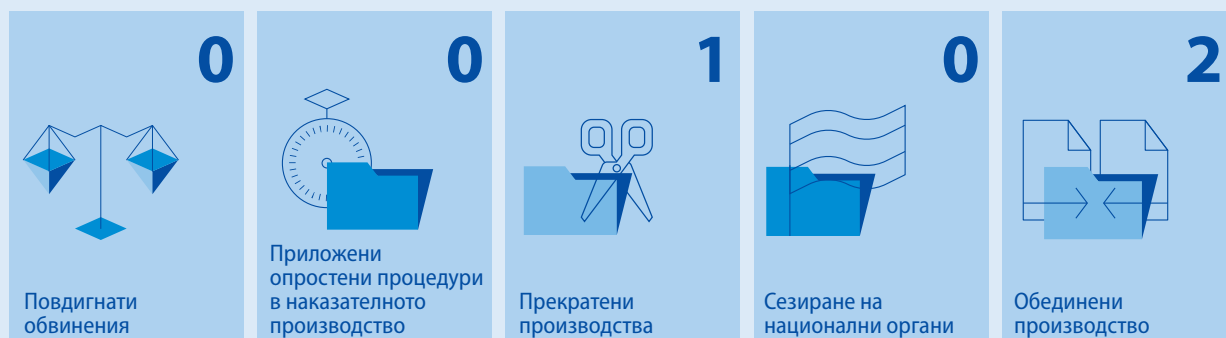 0
Повдигнати
обвинения
0
Приложени
опростени процедури
в наказателното
производство
1
Прекратени
производства
0
Сезиране на
национални органи
2
Обединени
производство